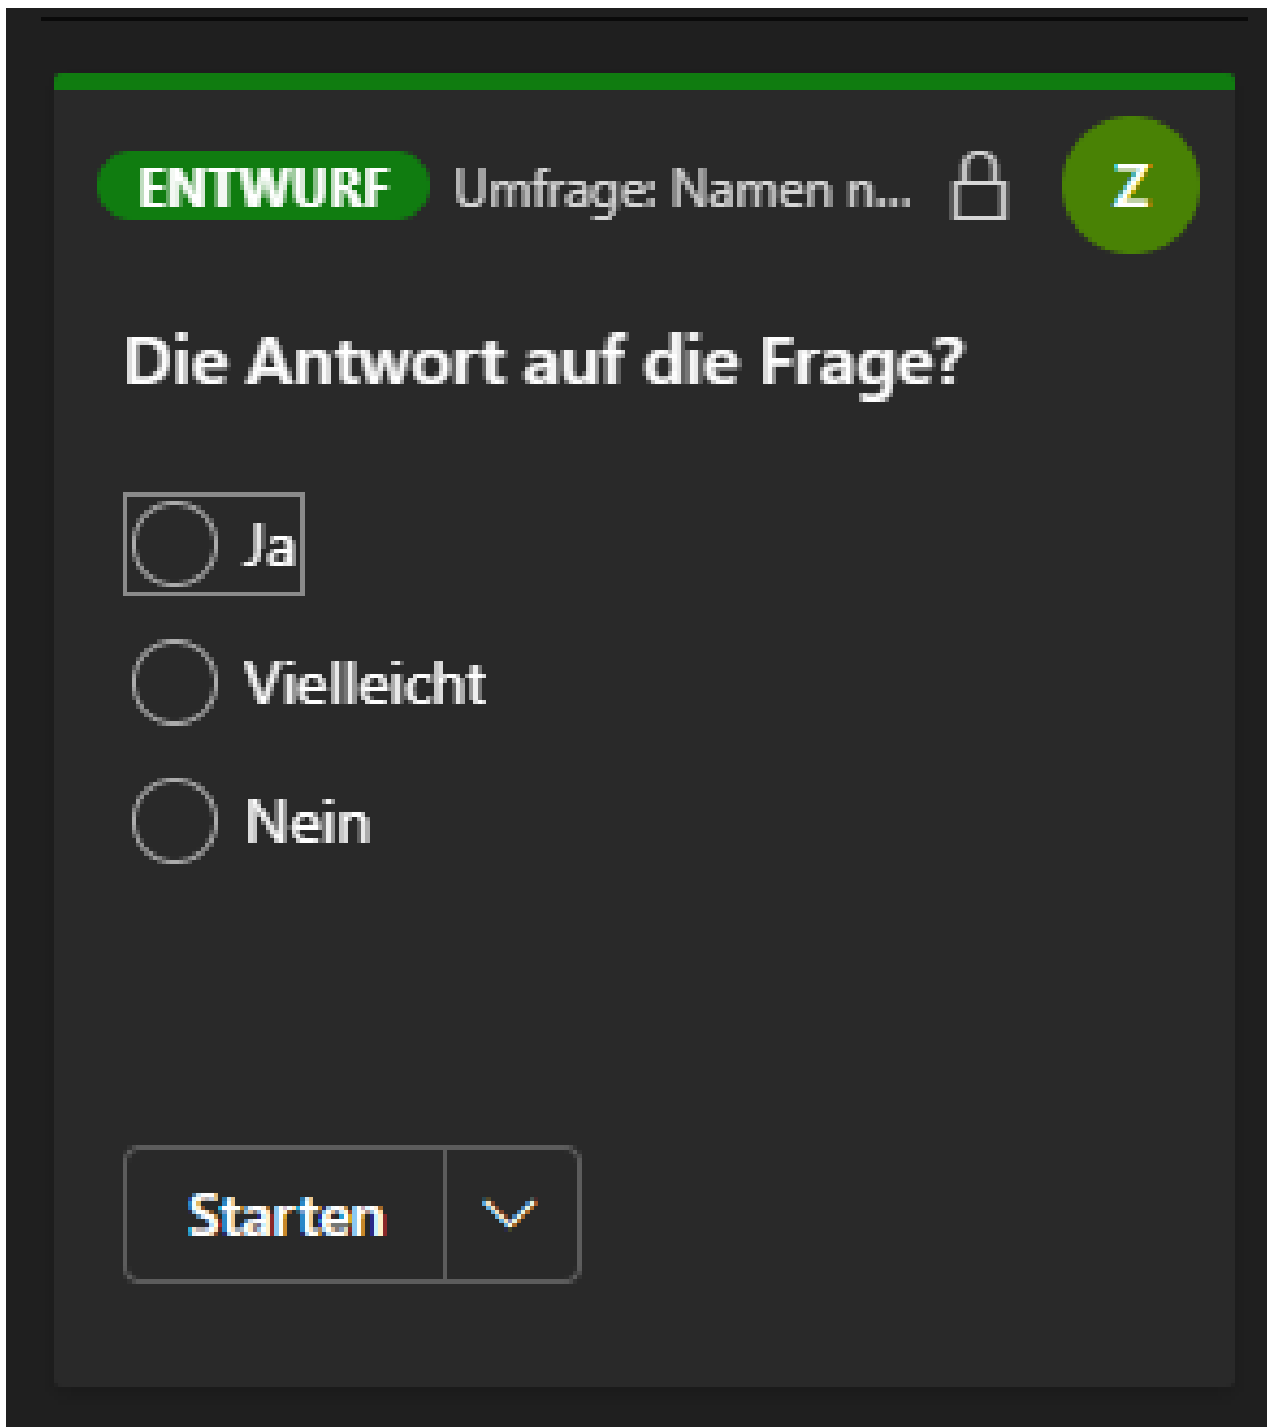 ENTWURF Umfrage: Namen n... Z
Die Antwort auf die Frage?
Ja
Vielleicht
Nein
Starten